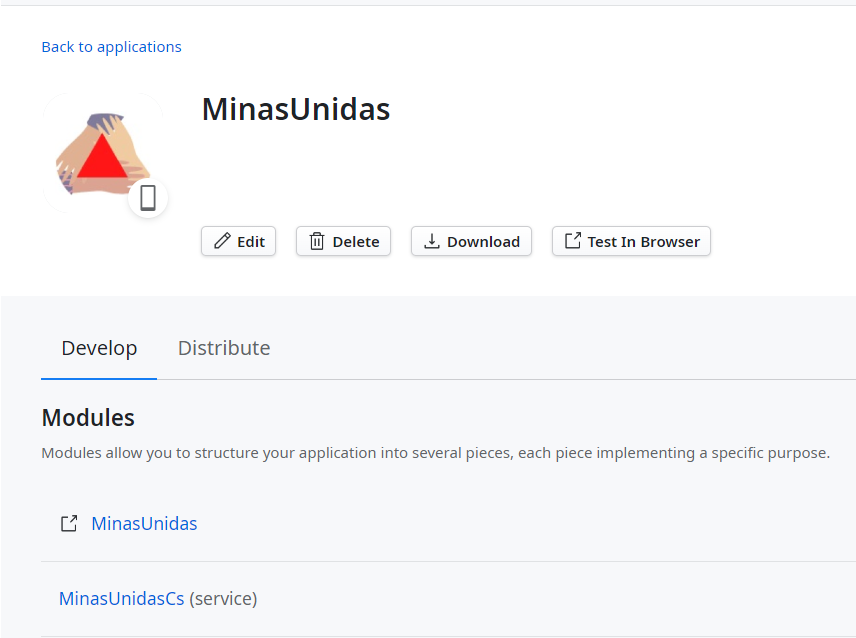 Back to applications
MinasUnidas
Edit Delete Download Test In Browser
Develop Distribute
Modules
Modules allow you to structure your application into several pieces, each piece implementing a specific purpose.
MinasUnidas
MinasUnidasCs (service)